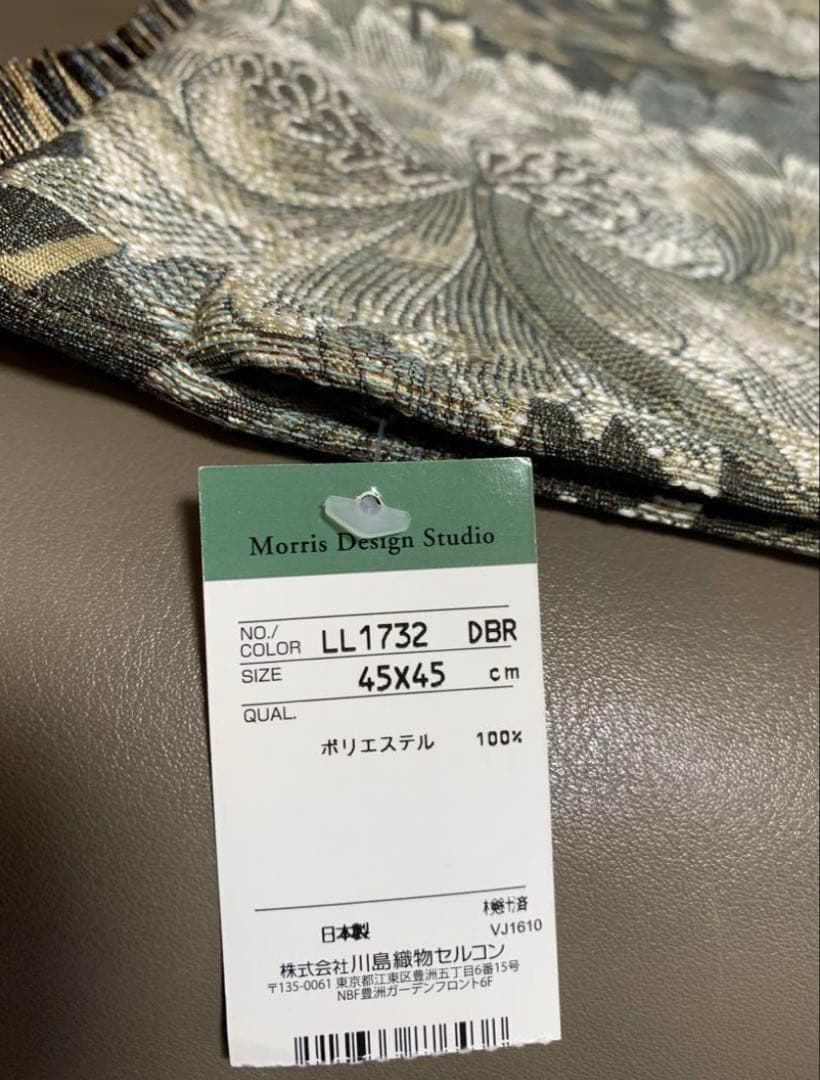 Morris Design Studio
NO./
COLOR LL1732 DBR
SIZE 45X45 cm
QUAL.
ポリエステル 100%
検針済
日本製 VJ1610
株式会社川島織物セルコン
〒135-0061 東京都江東区豊洲五丁目6番15号
NBF豊洲ガーデンフロント6F